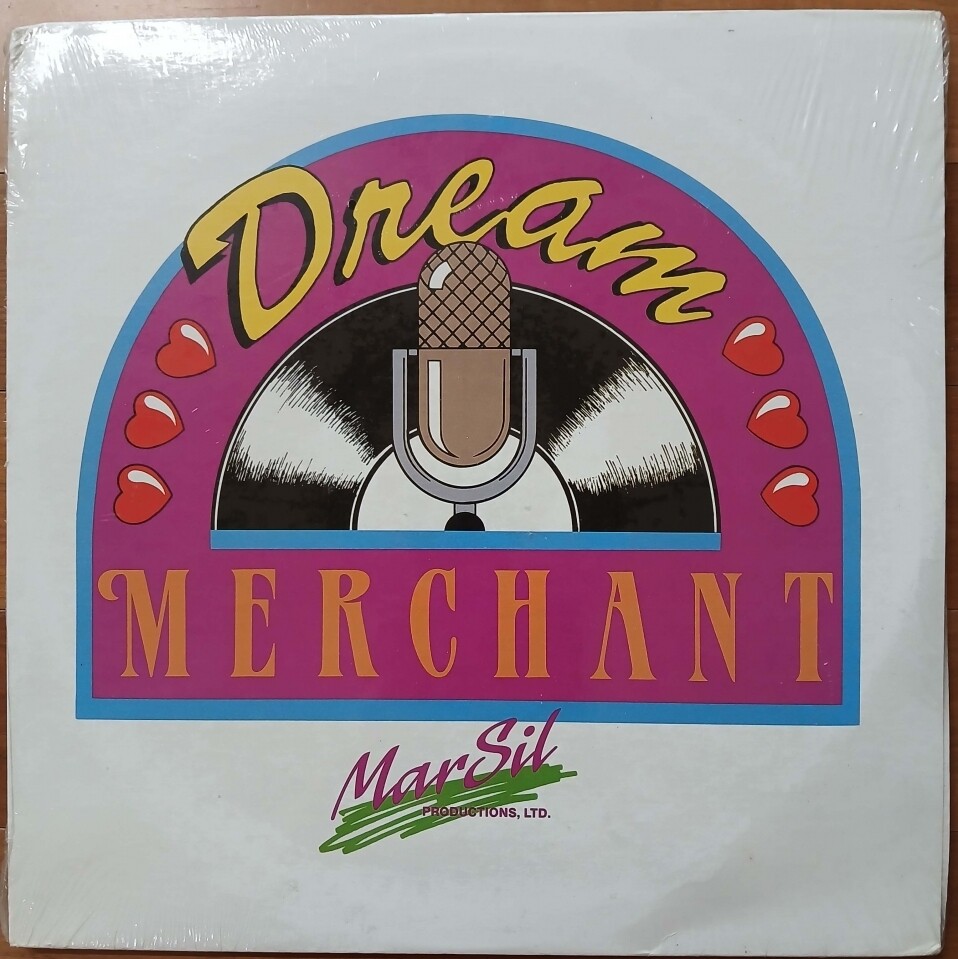 Dream
MERCHANT
MarSil
PRODUCTIONS, LTD.